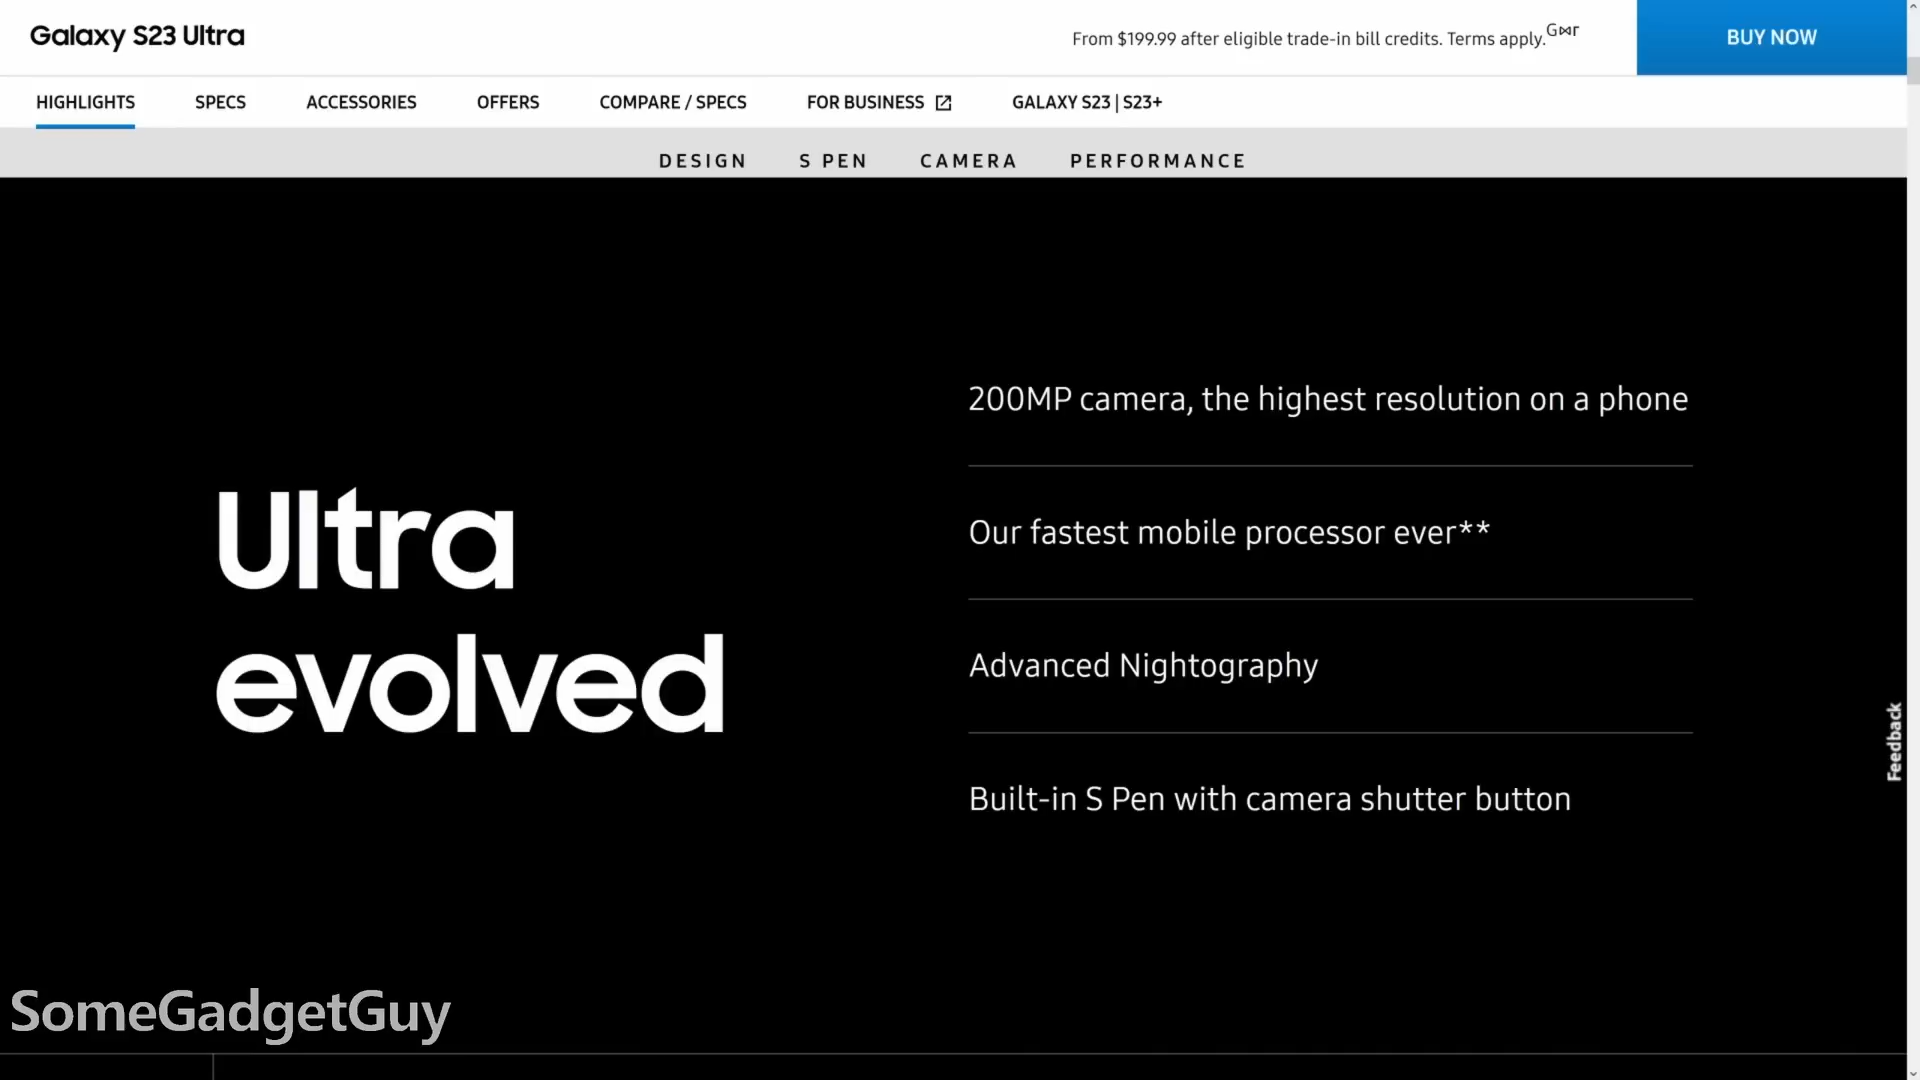 Galaxy S23 Ultra
From $199.99 after eligible trade-in bill credits. Terms apply.
BUY NOW
HIGHLIGHTS
SPECS
ACCESSORIES
OFFERS
COMPARE / SPECS
FOR BUSINESS
GALAXY S23 | S23+
DESIGN
S PEN
CAMERA
PERFORMANCE
Ultra
evolved
200MP camera, the highest resolution on a phone
Our fastest mobile processor ever**
Advanced Nightography
Built-in S Pen with camera shutter button
Feedback
SomeGadgetGuy